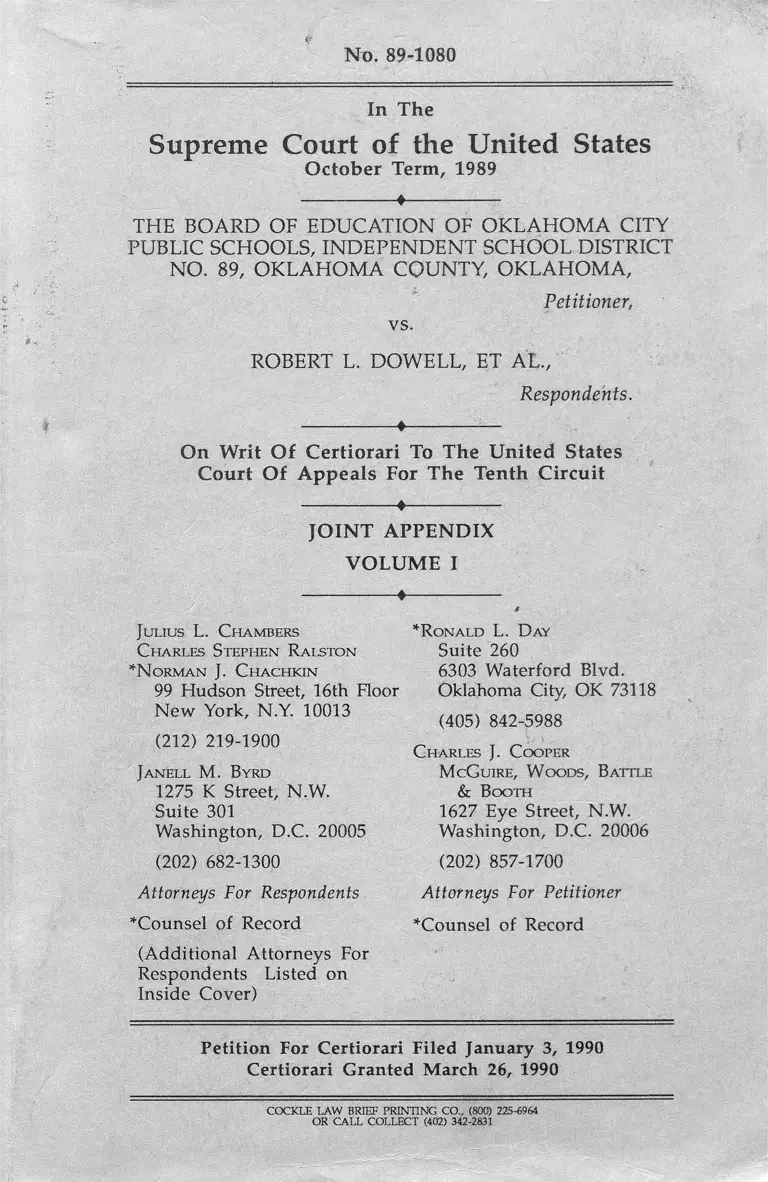 No. 89-1080
In The
Supreme Court of the United States
October Term, 1989
THE BOARD OF EDUCATION OF OKLAHOMA CITY
PUBLIC SCHOOLS, INDEPENDENT SCHOOL DISTRICT
NO. 89, OKLAHOMA COUNTY, OKLAHOMA,
Petitioner,
vs.
ROBERT L. DOWELL, ET AL.,
Respondents.
On Writ Of Certiorari To The United States
Court Of Appeals For The Tenth Circuit
JOINT APPENDIX
VOLUME I
JULIUS L. CHAMBERS
CHARLES STEPHEN RALSTON
*NORMAN J. CHACHKIN
99 Hudson Street, 16th Floor
New York, N.Y. 10013
(212) 219-1900
JANELL M. BYRD
1275 K Street, N.W.
Suite 301
Washington, D.C. 20005
(202) 682-1300
Attorneys For Respondents
*Counsel of Record
(Additional Attorneys For
Respondents Listed on
Inside Cover)
*RONALD L. DAY
Suite 260
6303 Waterford Blvd.
Oklahoma City, OK 73118
(405) 842-5988
CHARLES J. COOPER
MCGUIRE, WOODS, BATTLE
& BOOTH
1627 Eye Street, N.W.
Washington, D.C. 20006
(202) 857-1700
Attorneys For Petitioner
*Counsel of Record
Petition For Certiorari Filed January 3, 1990
Certiorari Granted March 26, 1990
COCKLE LAW BRIEF PRINTING CO., (800) 225-6964
OR CALL COLLECT (402) 342-2831